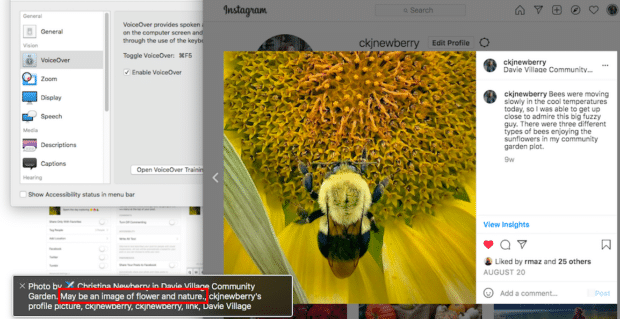 General
General
Vision
VoiceOver
Zoom
Display
Speech
Media
Descriptions
Captions
Hearing
VoiceOver provides spoken
on the computer screen and
through the use of the keybo
Toggle VoiceOver: ⌘F5
Enable VoiceOver
Open VoiceOver Training
Show Accessibility status in menu bar
Instagram
Search
ckjnewberry
Edit Profile
ckjnewberry
Davie Village Community...
ckjnewberry Bees were moving
slowly in the cool temperatures
today, so I was able to get up
close to admire this big fuzzy
guy. There were three different
types of bees enjoying the
sunflowers in my community
garden plot.
9w
View Insights
Liked by rmaz and 25 others
AUGUST 20
Add a comment...
Post
Photo by Christina Newberry in Davie Village Community
Garden. May be an image of flower and nature., ckjnewberry's
profile picture, ckjnewberry, ckjnewberry, link, Davie Village